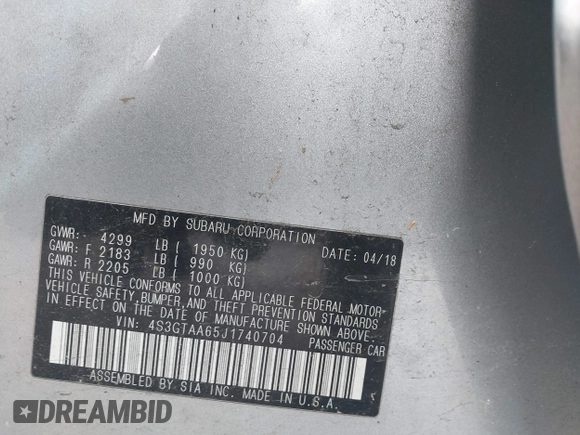 MFD BY SUBARU CORPORATION
GVWR: 4299 LB ( 1950 KG) DATE: 04/18
GAWR: F 2183 LB ( 990 KG)
GAWR: R 2205 LB ( 1000 KG)
THIS VEHICLE CONFORMS TO ALL APPLICABLE FEDERAL MOTOR-
VEHICLE SAFETY, BUMPER, AND THEFT PREVENTION STANDARDS
IN EFFECT ON THE DATE OF MANUFACTURE SHOWN ABOVE.
VIN: 4S3GTAA65J1740704 PASSENGER CAR
ASSEMBLED BY SIA INC. MADE IN U.S.A.
DREAMBID